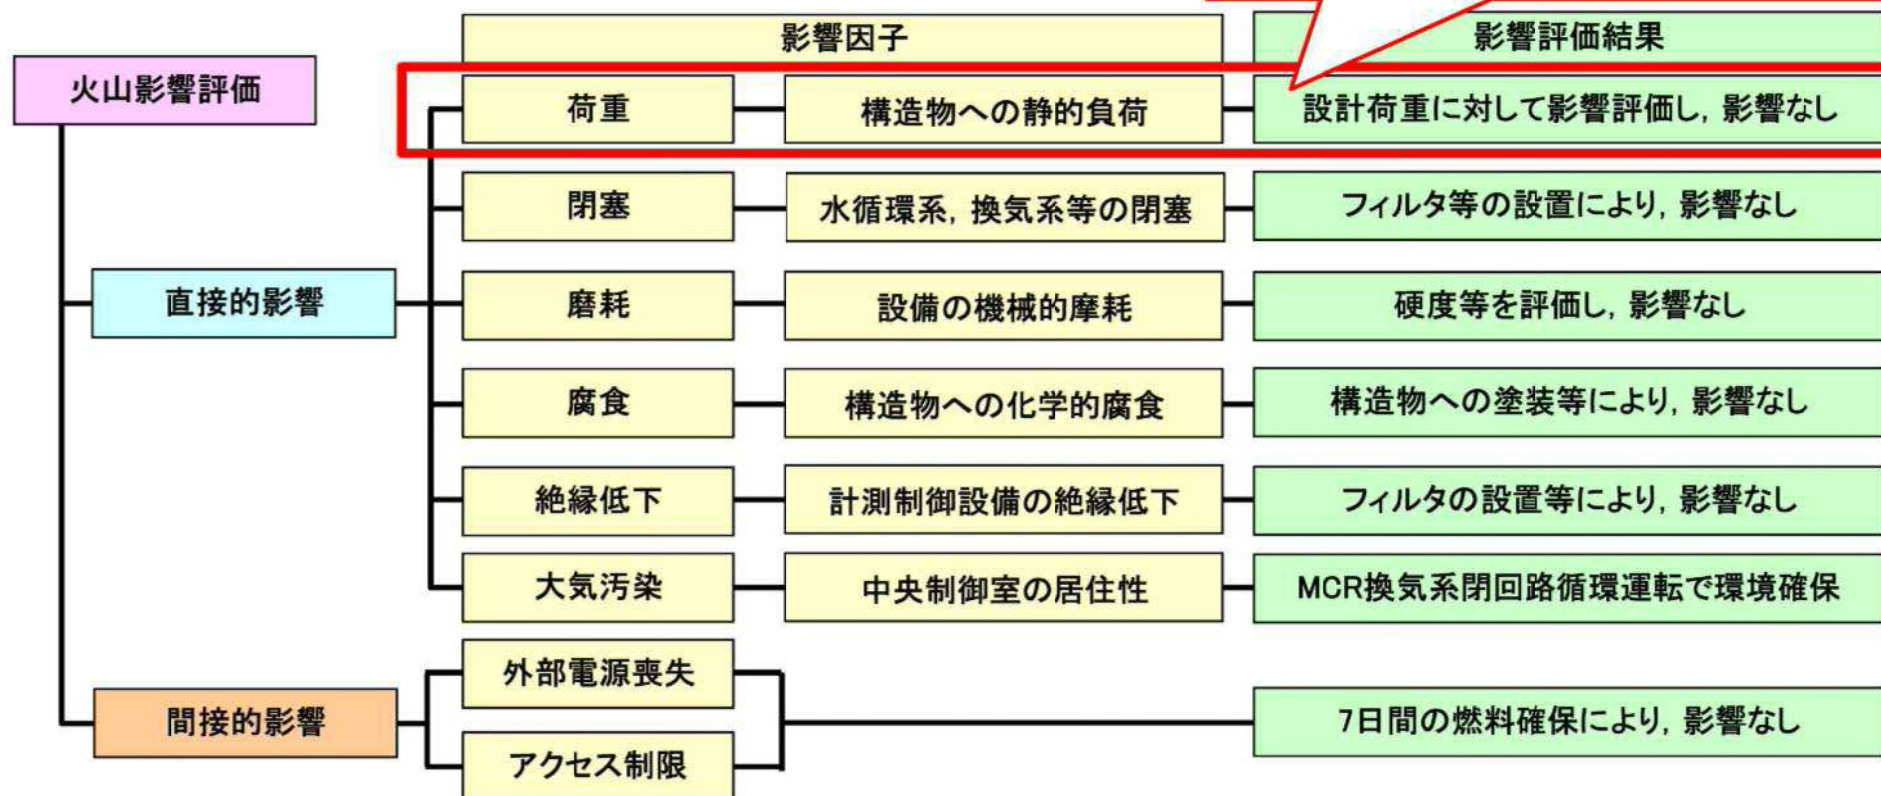 影響因子
影響評価結果
火山影響評価
荷重
構造物への静的負荷
設計荷重に対して影響評価し, 影響なし
閉塞
水循環系, 換気系等の閉塞
フィルタ等の設置により, 影響なし
直接的影響
磨耗
設備の機械的摩耗
硬度等を評価し, 影響なし
腐食
構造物への化学的腐食
構造物への塗装等により, 影響なし
絶縁低下
計測制御設備の絶縁低下
フィルタの設置等により, 影響なし
大気汚染
中央制御室の居住性
MCR換気系閉回路循環運転で環境確保
間接的影響
外部電源喪失
アクセス制限
7日間の燃料確保により, 影響なし